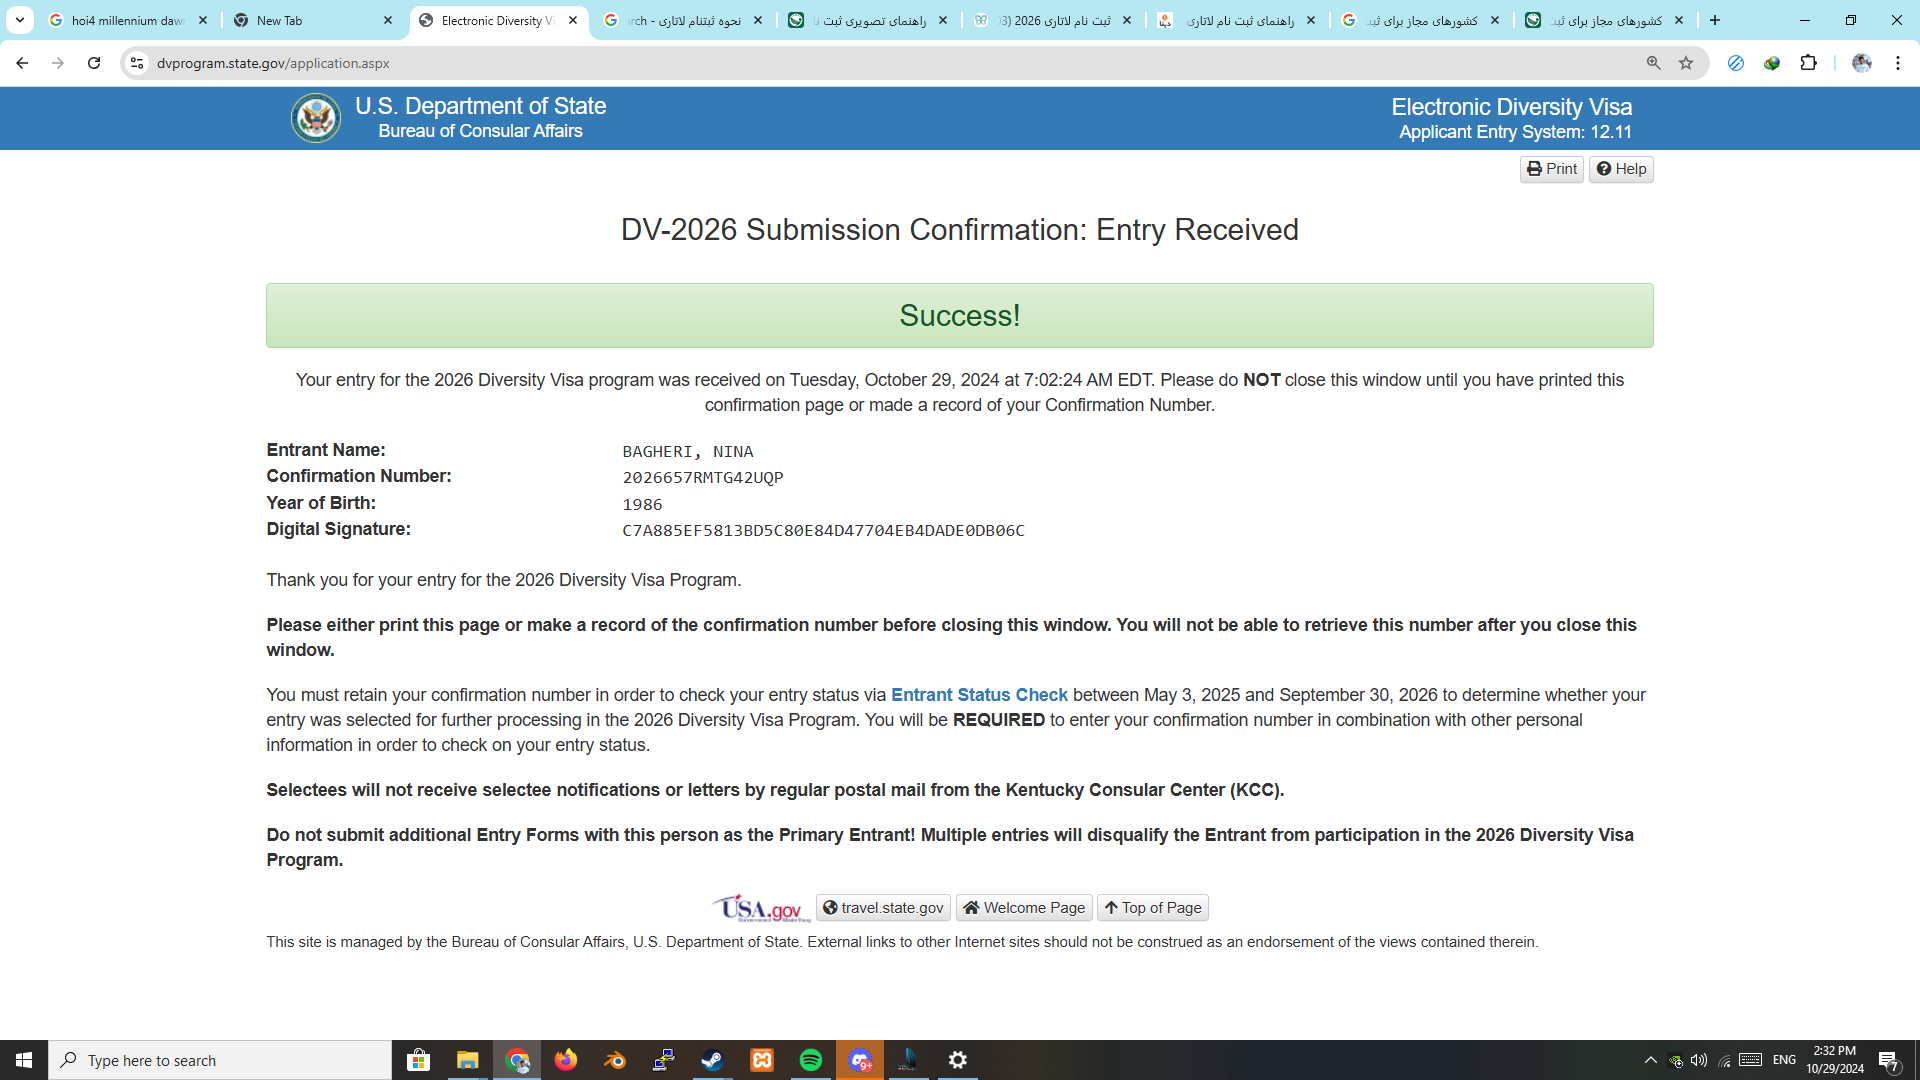 hoi4 millennium daw
New Tab
Electronic Diversity Vi
نحوه ثبتنام لاتاری - rch
راهنمای تصویری ثبت نا
ثبت نام لاتاری 2026 (03
راهنمای ثبت نام لاتاری
کشورهای مجاز برای ثبت
کشورهای مجاز برای ثبت
dvprogram.state.gov/application.aspx
U.S. Department of State
Bureau of Consular Affairs
Electronic Diversity Visa
Applicant Entry System: 12.11
Print Help
DV-2026 Submission Confirmation: Entry Received
Success!
Your entry for the 2026 Diversity Visa program was received on Tuesday, October 29, 2024 at 7:02:24 AM EDT. Please do NOT close this window until you have printed this
confirmation page or made a record of your Confirmation Number.
Entrant Name: BAGHERI, NINA
Confirmation Number: 2026657RMTG42UQP
Year of Birth: 1986
Digital Signature: C7A885EF5813BD5C80E84D47704EB4DADE0DB06C
Thank you for your entry for the 2026 Diversity Visa Program.
Please either print this page or make a record of the confirmation number before closing this window. You will not be able to retrieve this number after you close this
window.
You must retain your confirmation number in order to check your entry status via Entrant Status Check between May 3, 2025 and September 30, 2026 to determine whether your
entry was selected for further processing in the 2026 Diversity Visa Program. You will be REQUIRED to enter your confirmation number in combination with other personal
information in order to check on your entry status.
Selectees will not receive selectee notifications or letters by regular postal mail from the Kentucky Consular Center (KCC).
Do not submit additional Entry Forms with this person as the Primary Entrant! Multiple entries will disqualify the Entrant from participation in the 2026 Diversity Visa
Program.
USA.gov travel.state.gov Welcome Page Top of Page
This site is managed by the Bureau of Consular Affairs, U.S. Department of State. External links to other Internet sites should not be construed as an endorsement of the views contained therein.
Type here to search
9+
ENG
2:32 PM
10/29/2024
7